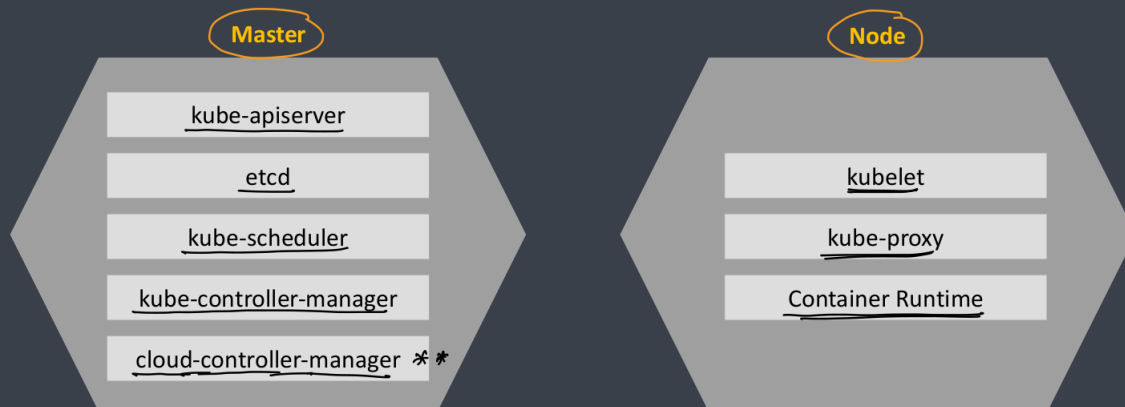 Master
kube-apiserver
etcd
kube-scheduler
kube-controller-manager
cloud-controller-manager **
Node
kubelet
kube-proxy
Container Runtime